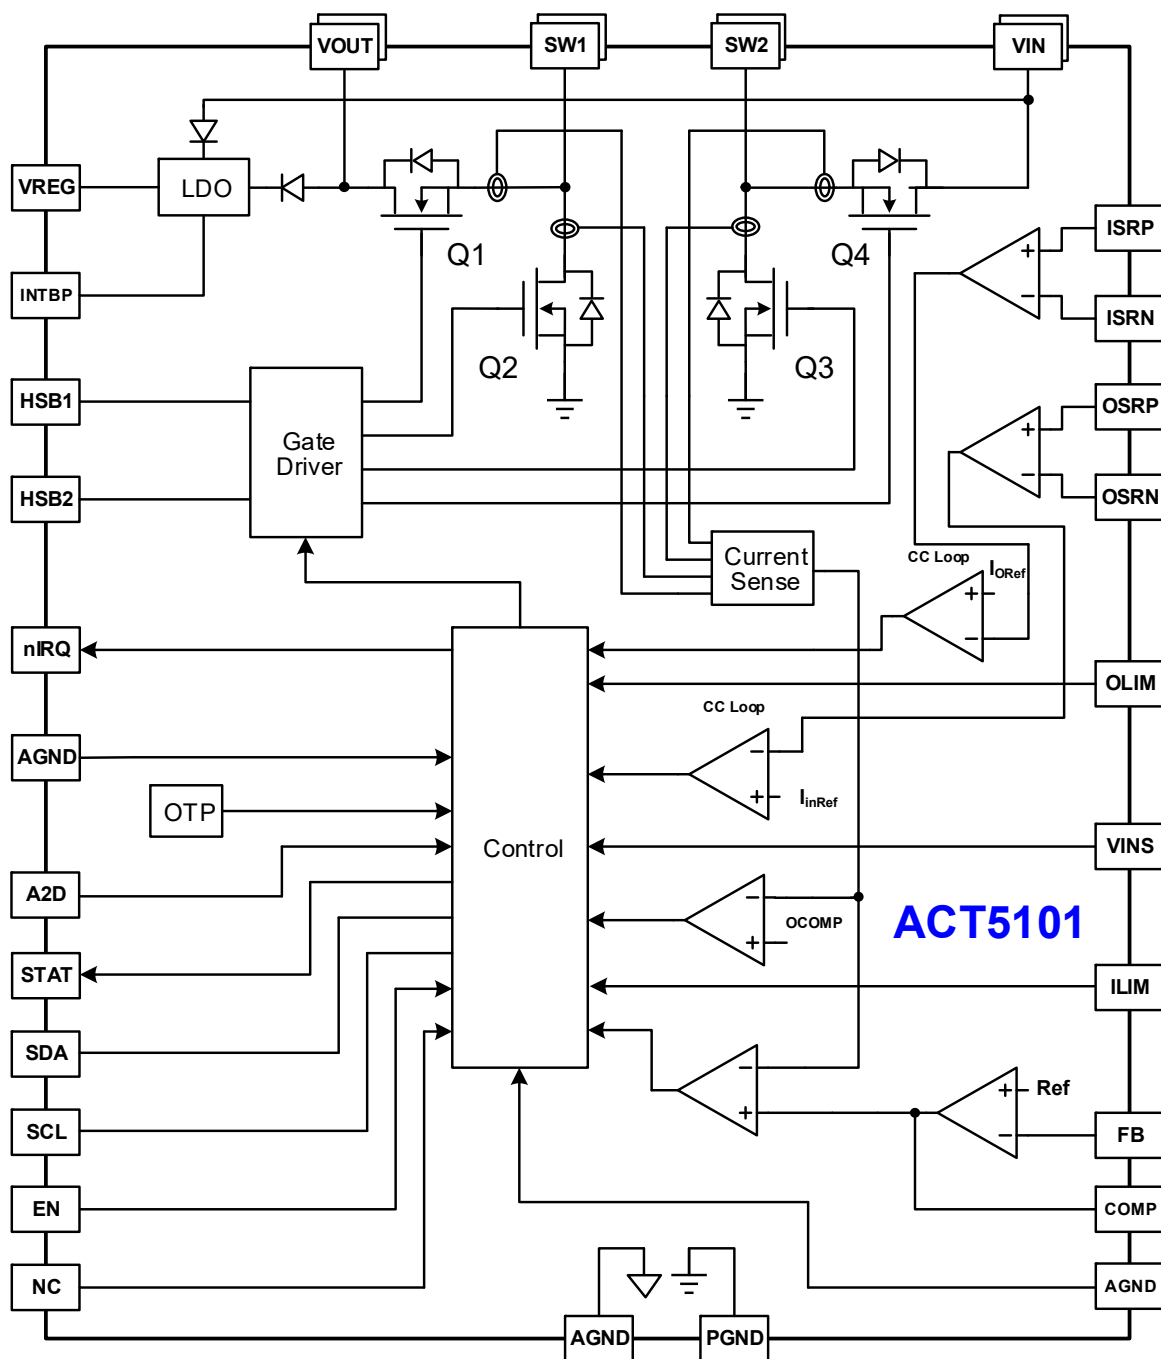 VOUT
SW1
SW2
VIN
VREG
LDO
INTBP
Q1
Q4
Q2
Q3
ISRP
+
−
ISRN
HSB1
Gate
Driver
HSB2
OSRP
+
−
OSRN
Current
Sense
CC Loop
I_ORef
+
−
nIRQ
OLIM
CC Loop
−
+
I_inRef
AGND
OTP
Control
VINS
A2D
−
OCOMP
+
ACT5101
STAT
ILIM
SDA
−
+
+
Ref
−
SCL
FB
EN
COMP
NC
AGND
AGND
PGND